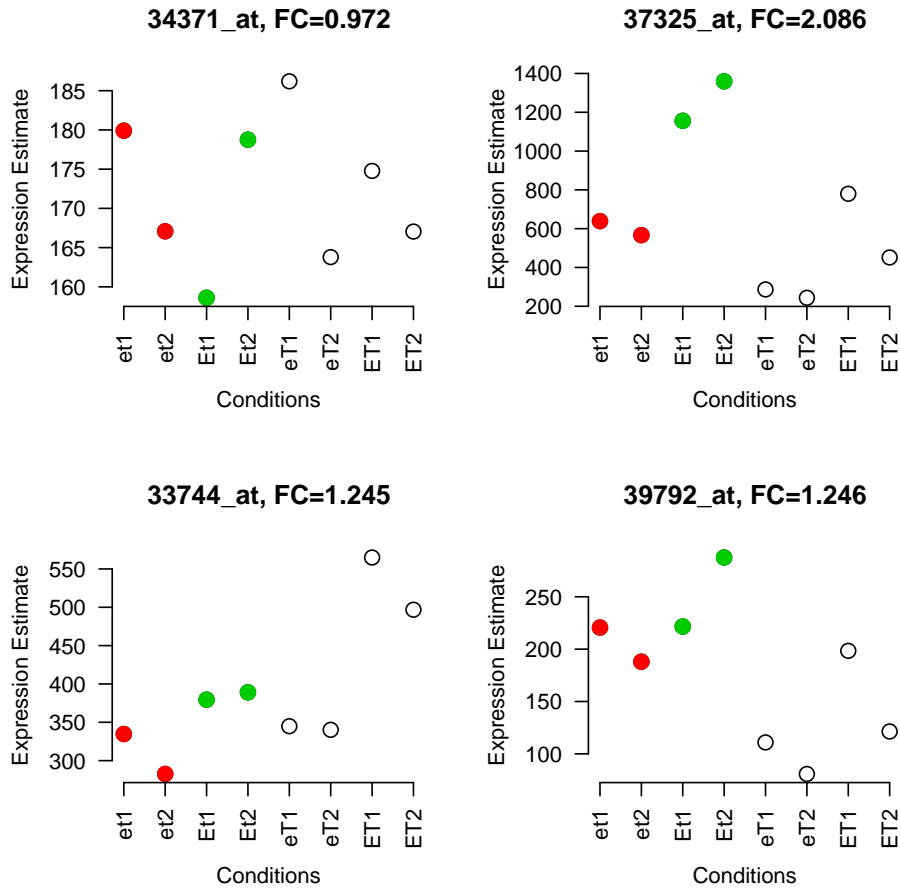 34371_at, FC=0.972
Expression Estimate
185
180
175
170
165
160
et1
et2
Et1
Et2
eT1
eT2
ET1
ET2
Conditions
37325_at, FC=2.086
Expression Estimate
1400
1200
1000
800
600
400
200
et1
et2
Et1
Et2
eT1
eT2
ET1
ET2
Conditions
33744_at, FC=1.245
Expression Estimate
550
500
450
400
350
300
et1
et2
Et1
Et2
eT1
eT2
ET1
ET2
Conditions
39792_at, FC=1.246
Expression Estimate
250
200
150
100
et1
et2
Et1
Et2
eT1
eT2
ET1
ET2
Conditions